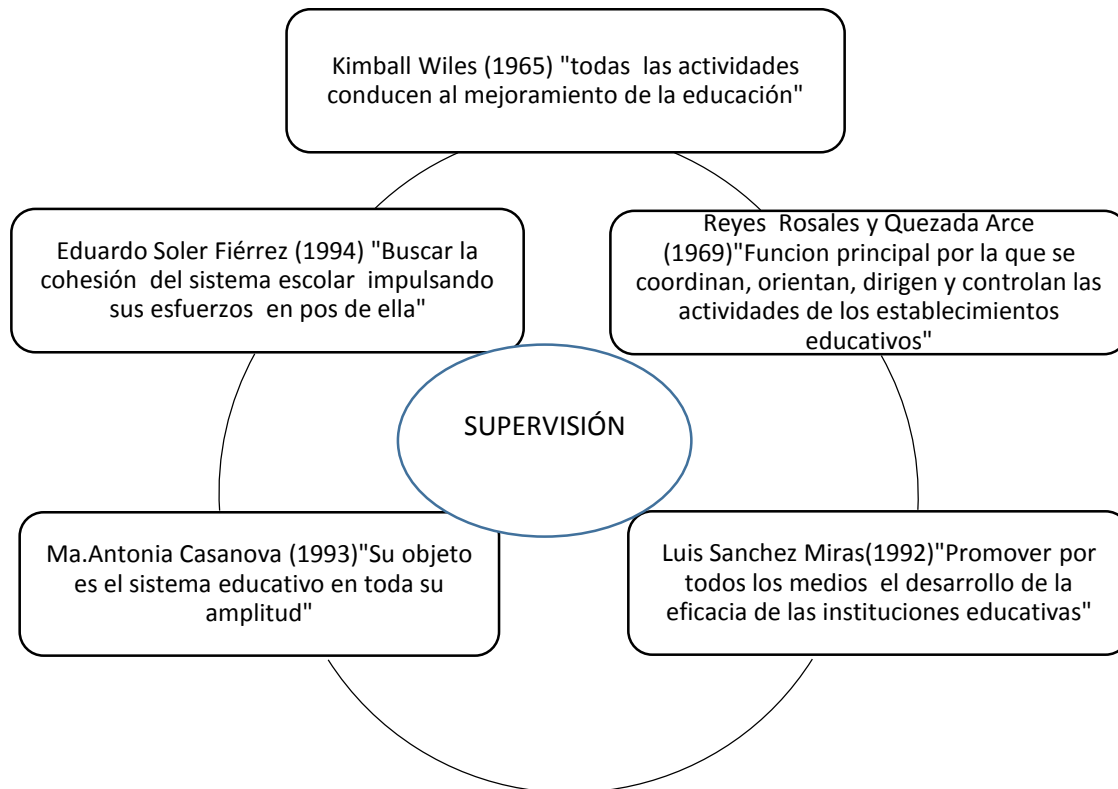 Kimball Wiles (1965) "todas las actividades
conducen al mejoramiento de la educación"
Reyes Rosales y Quezada Arce
(1969)"Funcion principal por la que se
coordinan, orientan, dirigen y controlan las
actividades de los establecimientos
educativos"
Luis Sanchez Miras(1992)"Promover por
todos los medios el desarrollo de la
eficacia de las instituciones educativas"
Ma.Antonia Casanova (1993)"Su objeto
es el sistema educativo en toda su
amplitud"
Eduardo Soler Fiérrez (1994) "Buscar la
cohesión del sistema escolar impulsando
sus esfuerzos en pos de ella"
SUPERVISIÓN